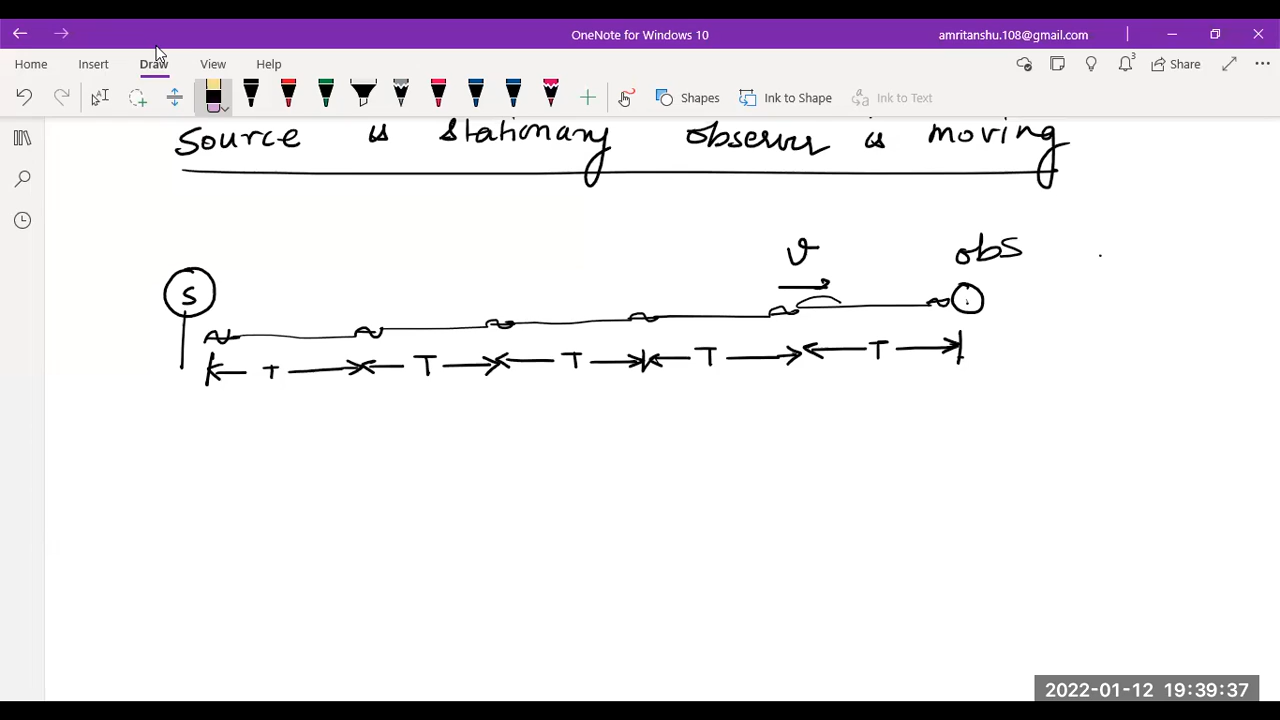 OneNote for Windows 10
amritanshu.108@gmail.com
Home Insert Draw View Help
Share
Shapes Ink to Shape Ink to Text
Source is stationary observer is moving
v obs
S
T T T T T
2022-01-12 19:39:37